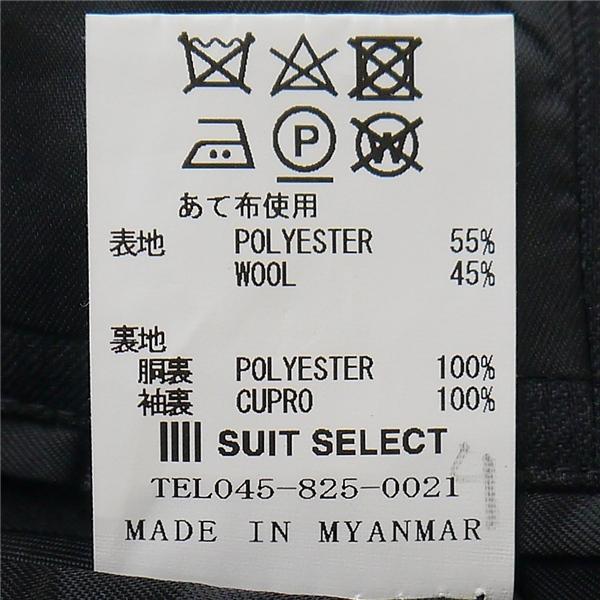 P W
あて布使用
表地 POLYESTER 55%
WOOL 45%
裏地
胴裏 POLYESTER 100%
袖裏 CUPRO 100%
SUIT SELECT
TEL045-825-0021
MADE IN MYANMAR